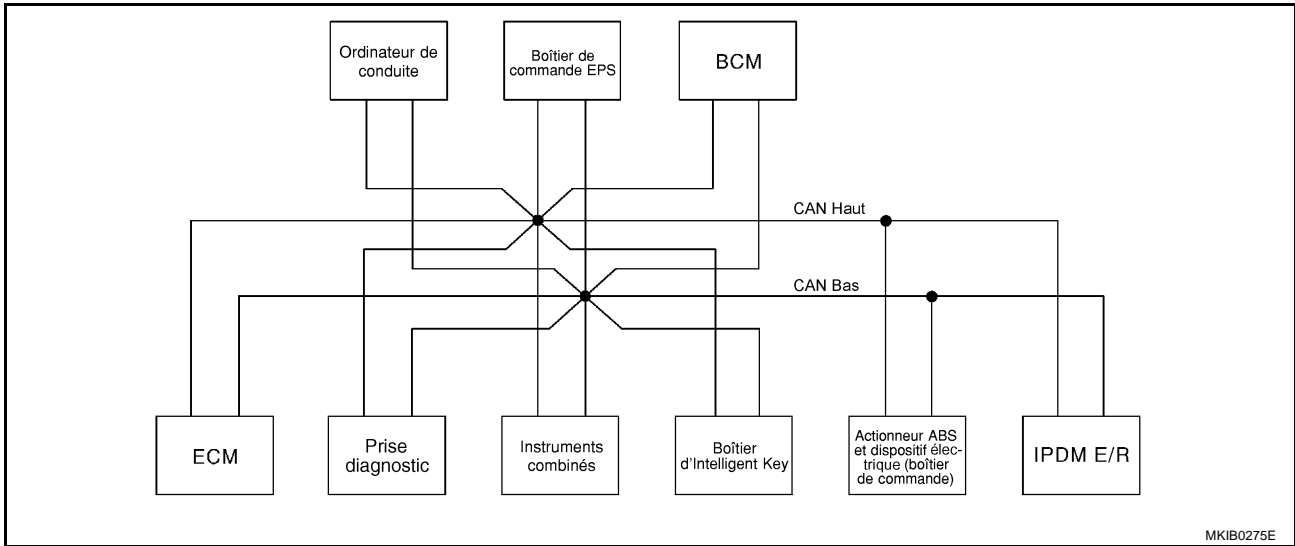 Ordinateur de
conduite
Boîtier de
commande EPS
BCM
CAN Haut
CAN Bas
ECM
Prise
diagnostic
Instruments
combinés
Boîtier
d'Intelligent Key
Actionneur ABS
et dispositif élec-
trique (boîtier
de commande)
IPDM E/R
MKIB0275E